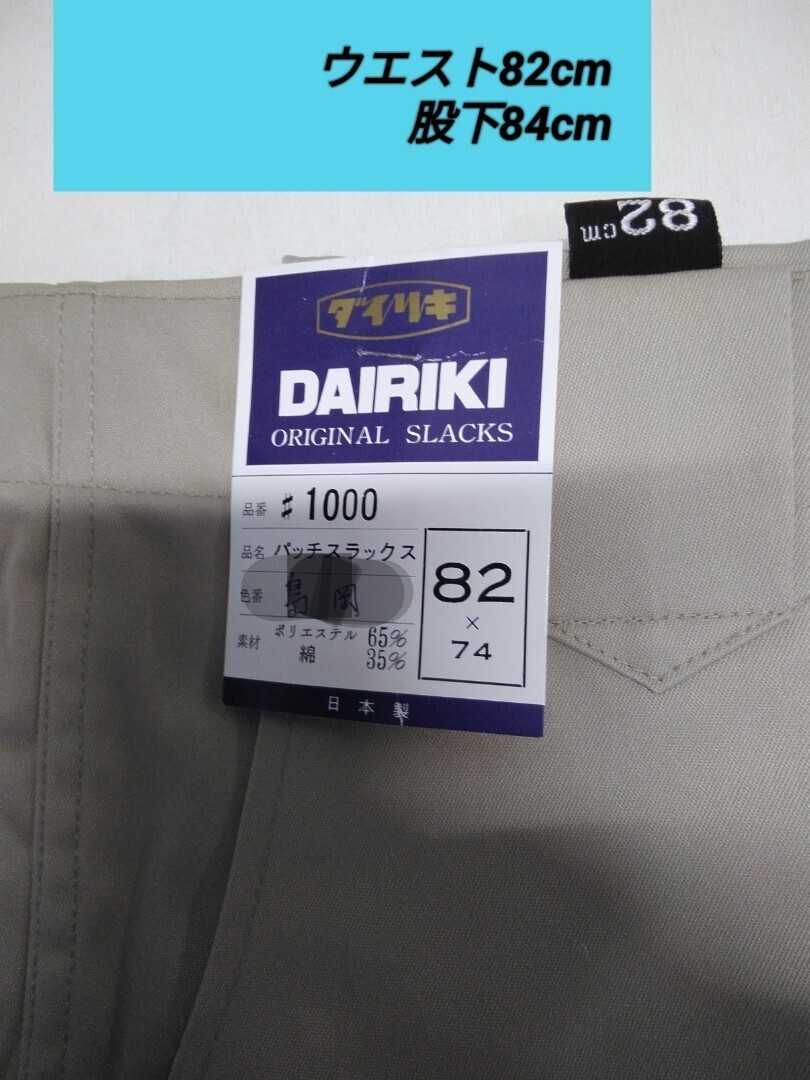 ウエスト82cm
股下84cm
82cm
ダイリキ
DAIRIKI
ORIGINAL SLACKS
品番 #1000
品名 パッチスラックス
色番 島岡
素材 ポリエステル 65%
綿 35%
82
×
74
日本製